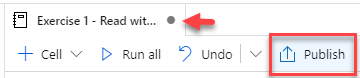 Exercise 1 - Read wit...
Cell Run all Undo Publish